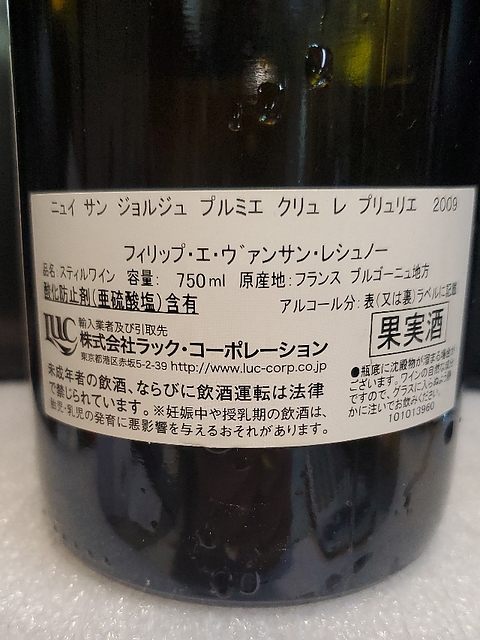 ニュイ サン ジョルジュ プルミエ クリュ レ プリュリエ 2009
フィリップ・エ・ヴァンサン・レシュノー
品名:スティルワイン 容量: 750ml 原産地:フランス ブルゴーニュ地方
酸化防止剤(亜硫酸塩)含有
アルコール分:表(又は裏)ラベルに記載
LUC 輸入業者及び引取先
株式会社ラック・コーポレーション
東京都港区赤坂5-2-39 http://www.luc-corp.co.jp
果実酒
未成年者の飲酒、ならびに飲酒運転は法律
で禁じられています。※妊娠中や授乳期の飲酒は、
胎児・乳児の発育に悪影響を与えるおそれがあります。
●瓶底に沈殿物が溜まる場合が
ございます。ワインの自然な成分
ですので、グラスに入らぬよう静
かに注いでお飲みください。
101013960